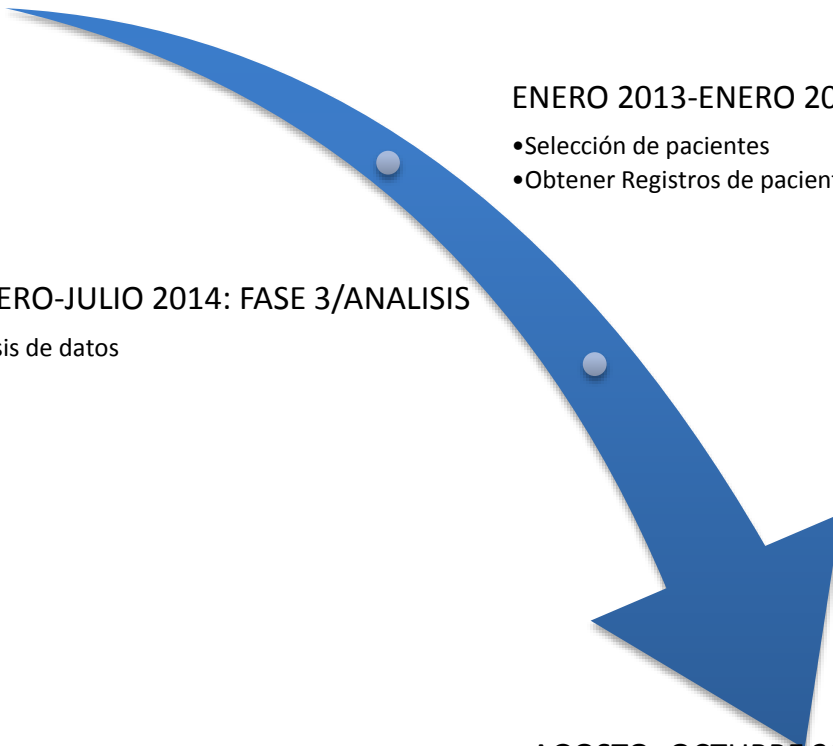 ENERO 2013-ENERO 20
•Selección de pacientes
•Obtener Registros de pacien
ERO-JULIO 2014: FASE 3/ANALISIS
sis de datos